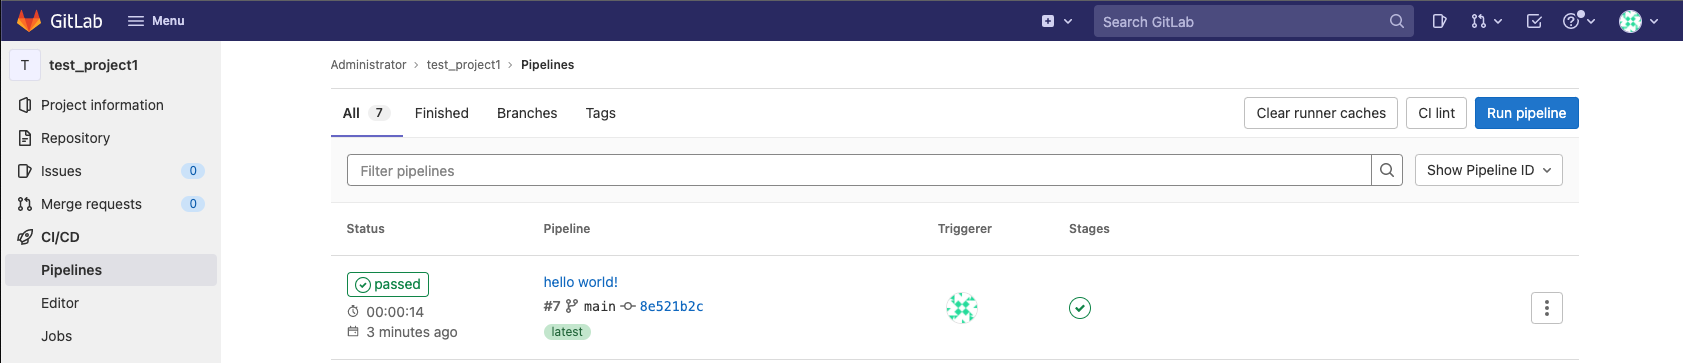 GitLab Menu Search GitLab
T test_project1
Project information
Repository
Issues 0
Merge requests 0
CI/CD
Pipelines
Editor
Jobs
Administrator > test_project1 > Pipelines
All 7 Finished Branches Tags Clear runner caches CI lint Run pipeline
Filter pipelines Show Pipeline ID
Status Pipeline Triggerer Stages
passed
00:00:14
3 minutes ago
hello world!
#7 main 8e521b2c
latest